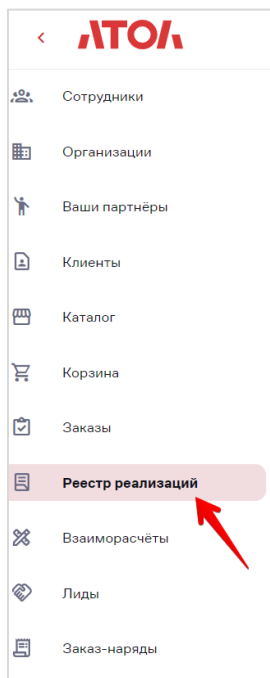 АТОЛ
Сотрудники
Организации
Ваши партнёры
Клиенты
Каталог
Корзина
Заказы
Реестр реализаций
Взаиморасчёты
Лиды
Заказ-наряды